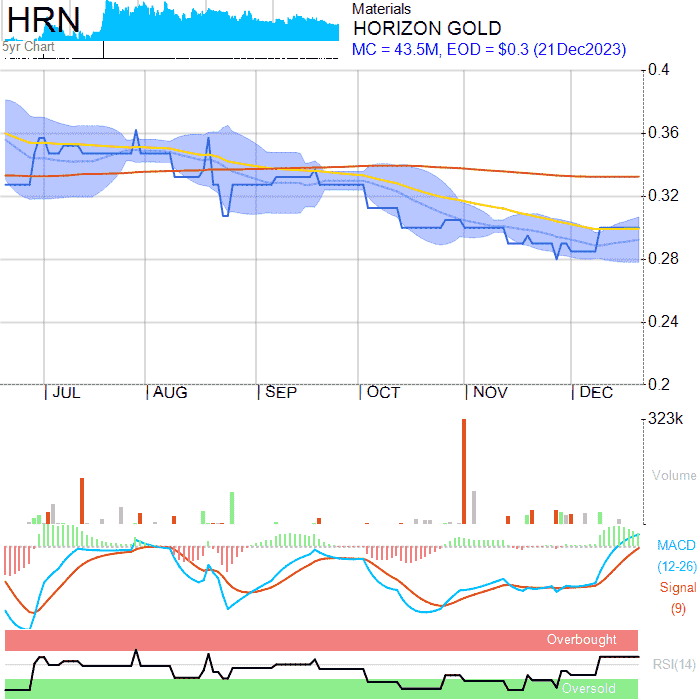 HRN
5yr Chart
Materials
HORIZON GOLD
MC = 43.5M, EOD = $0.3 (21Dec2023)
0.4
0.36
0.32
0.28
0.24
0.2
JUL AUG SEP OCT NOV DEC
323k
Volume
MACD
(12-26)
Signal
(9)
Overbought
RSI(14)
Oversold